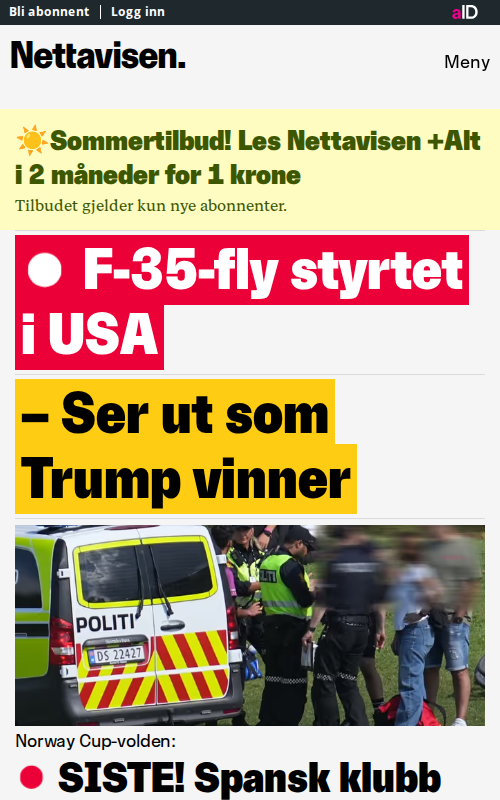 Bli abonnent | Logg inn
aID
Nettavisen.
Meny
☀️Sommertilbud! Les Nettavisen +Alt
i 2 måneder for 1 krone
Tilbudet gjelder kun nye abonnenter.
F-35-fly styrtet
i USA
– Ser ut som
Trump vinner
POLITI
DS 22427
Norway Cup-volden:
SISTE! Spansk klubb